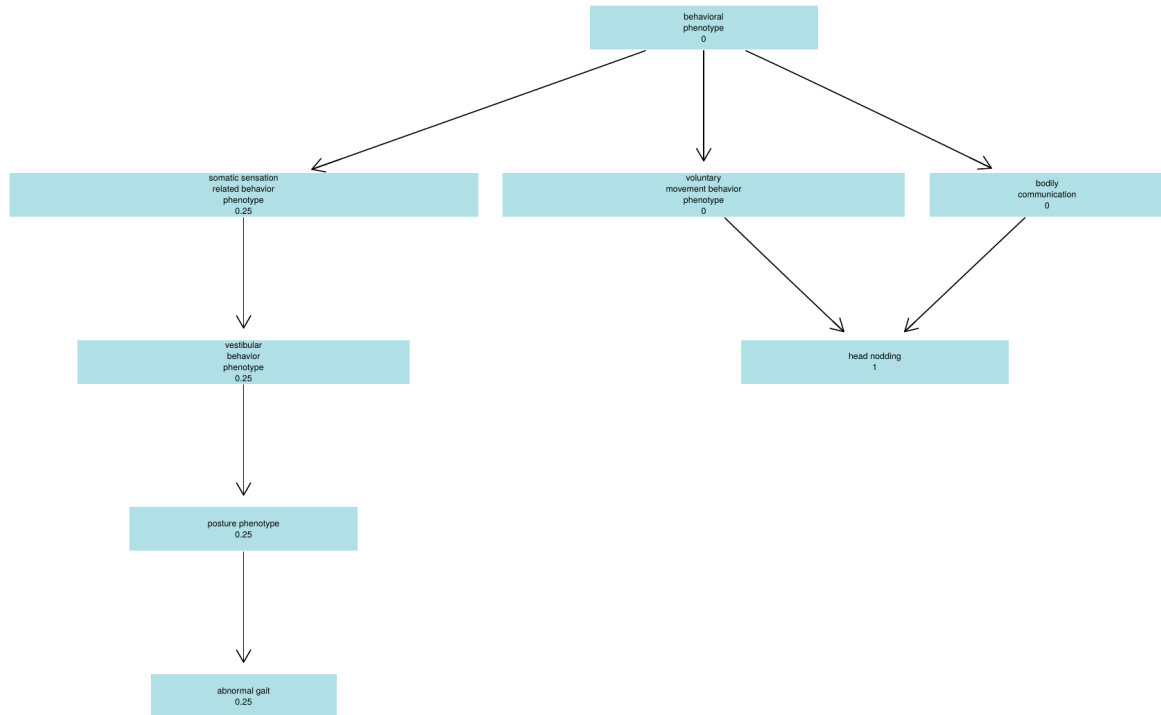 behavioral
phenotype
0
somatic sensation
related behavior
phenotype
0.25
voluntary
movement behavior
phenotype
0
bodily
communication
0
vestibular
behavior
phenotype
0.25
head nodding
1
posture phenotype
0.25
abnormal gait
0.25